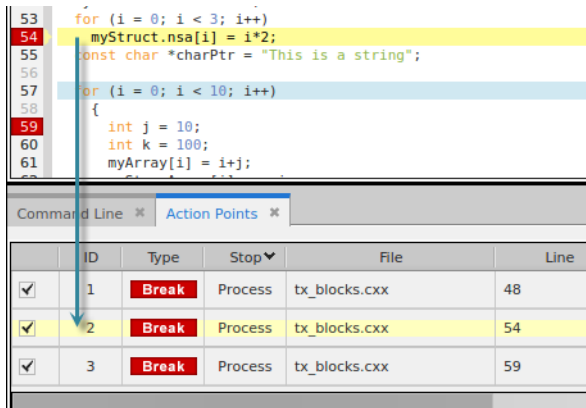 53 for (i = 0; i < 3; i++)
54 myStruct.nsa[i] = i*2;
55 const char *charPtr = "This is a string";
56
57 for (i = 0; i < 10; i++)
58 {
59 int j = 10;
60 int k = 100;
61 myArray[i] = i+j;
Command Line Action Points
ID Type Stop File Line
1 Break Process tx_blocks.cxx 48
2 Break Process tx_blocks.cxx 54
3 Break Process tx_blocks.cxx 59